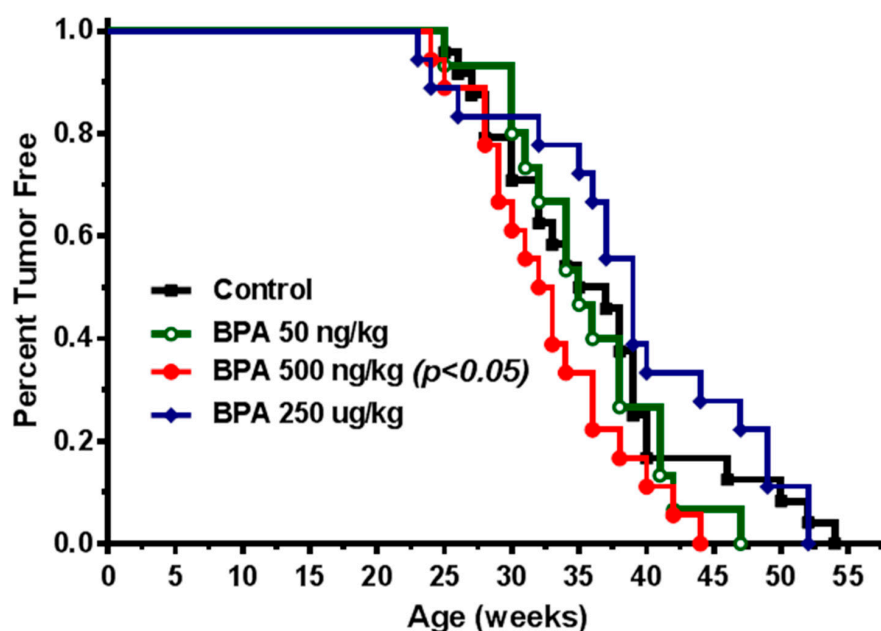 Percent Tumor Free
1.0
0.8
0.6
0.4
0.2
0.0
Control
BPA 50 ng/kg
BPA 500 ng/kg (p<0.05)
BPA 250 ug/kg
0 5 10 15 20 25 30 35 40 45 50 55
Age (weeks)